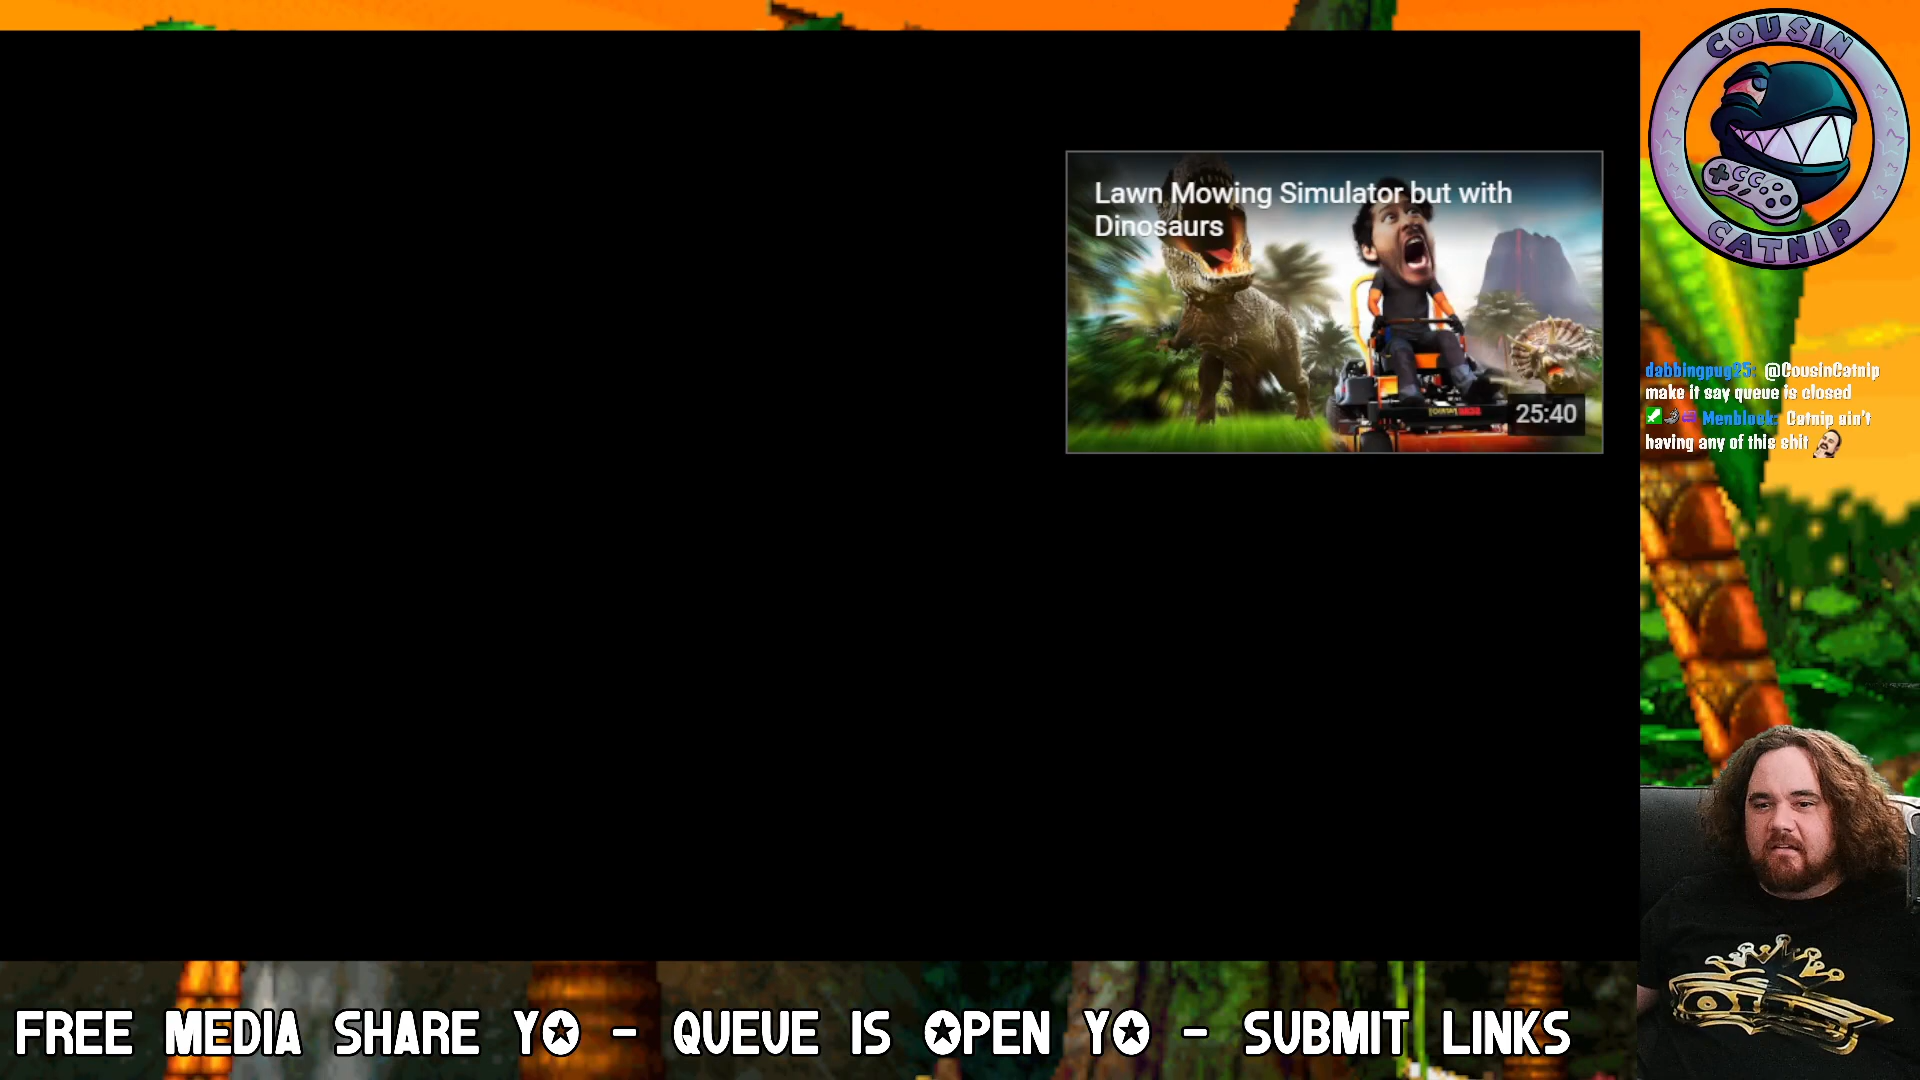 COUSIN
CATNIP
Lawn Mowing Simulator but with
Dinosaurs
25:40
dabbingpug25: @CousinCatnip
make it say queue is closed
Menblock: Catnip ain't
having any of this shit
FREE MEDIA SHARE YO - QUEUE IS OPEN YO - SUBMIT LINKS